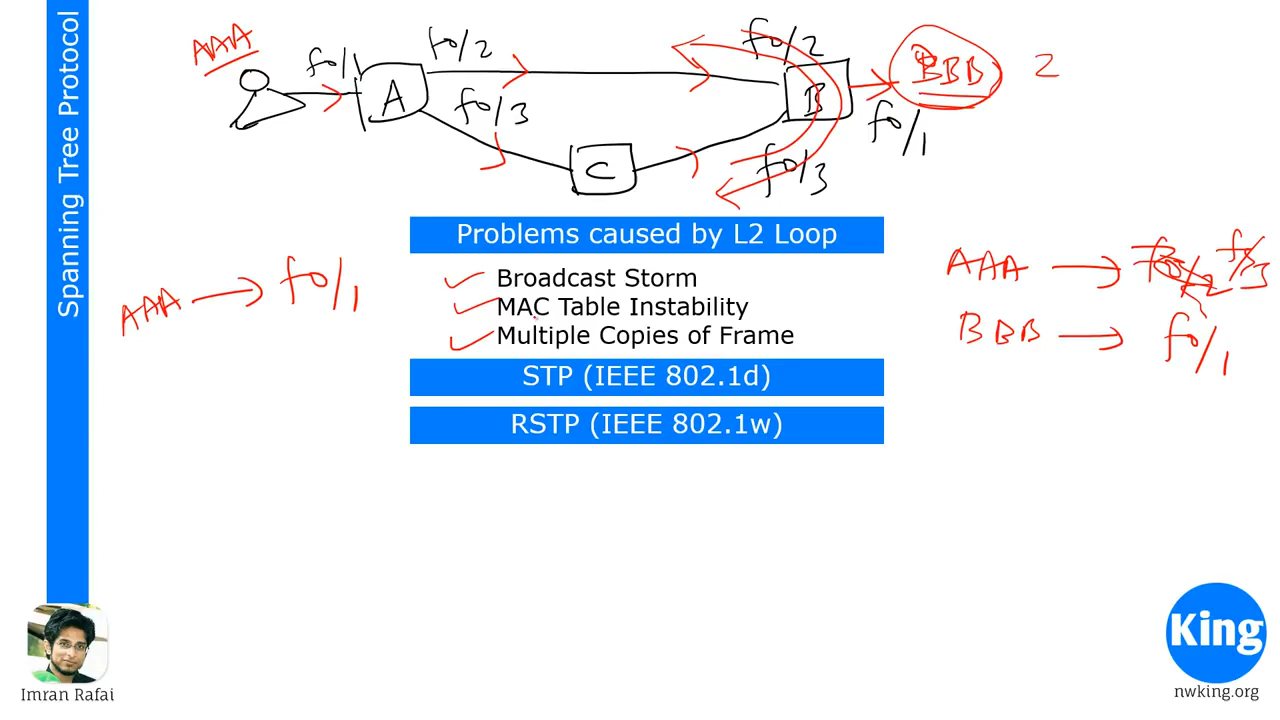 Spanning Tree Protocol
AAA
f0/1
f0/2
f0/3
A
C
B
f0/2
f0/3
f0/1
BBB
2
Problems caused by L2 Loop
Broadcast Storm
MAC Table Instability
Multiple Copies of Frame
STP (IEEE 802.1d)
RSTP (IEEE 802.1w)
AAA → f0/1
AAA →
BBB → f0/1
Imran Rafai
King
nwking.org